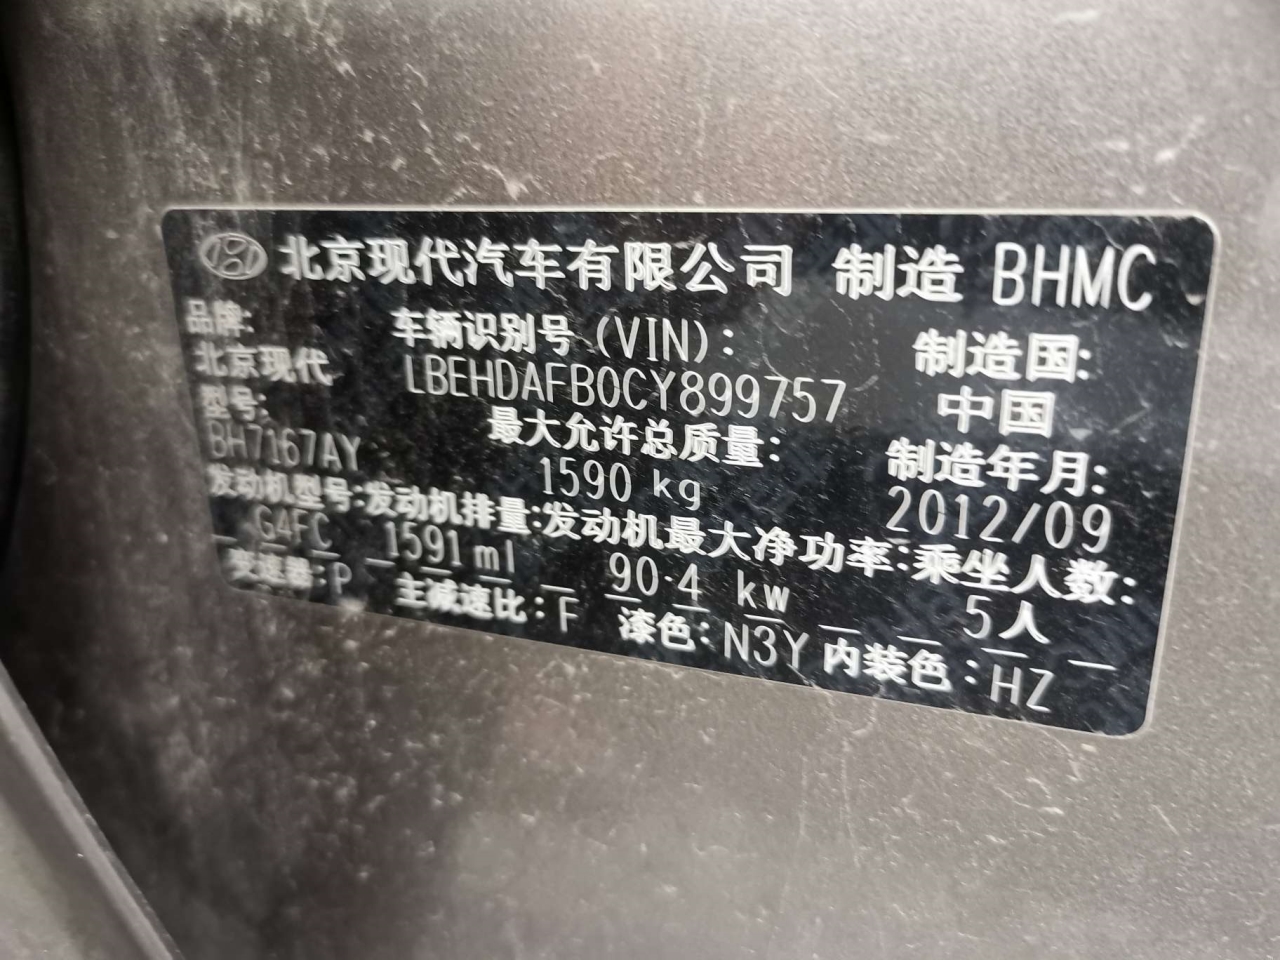 北京现代汽车有限公司 制造 BHMC
品牌: 车辆识别号 (VIN): 制造国:
北京现代 LBEHDAFB0CY899757 中国
型号: 最大允许总质量: 制造年月:
BH7167AY 1590 kg 2012/09
发动机型号:发动机排量:发动机最大净功率:乘坐人数:
G4FC 1591 ml 90.4 kw 5人
变速器:P 主减速比:F 漆色:N3Y 内装色:HZ